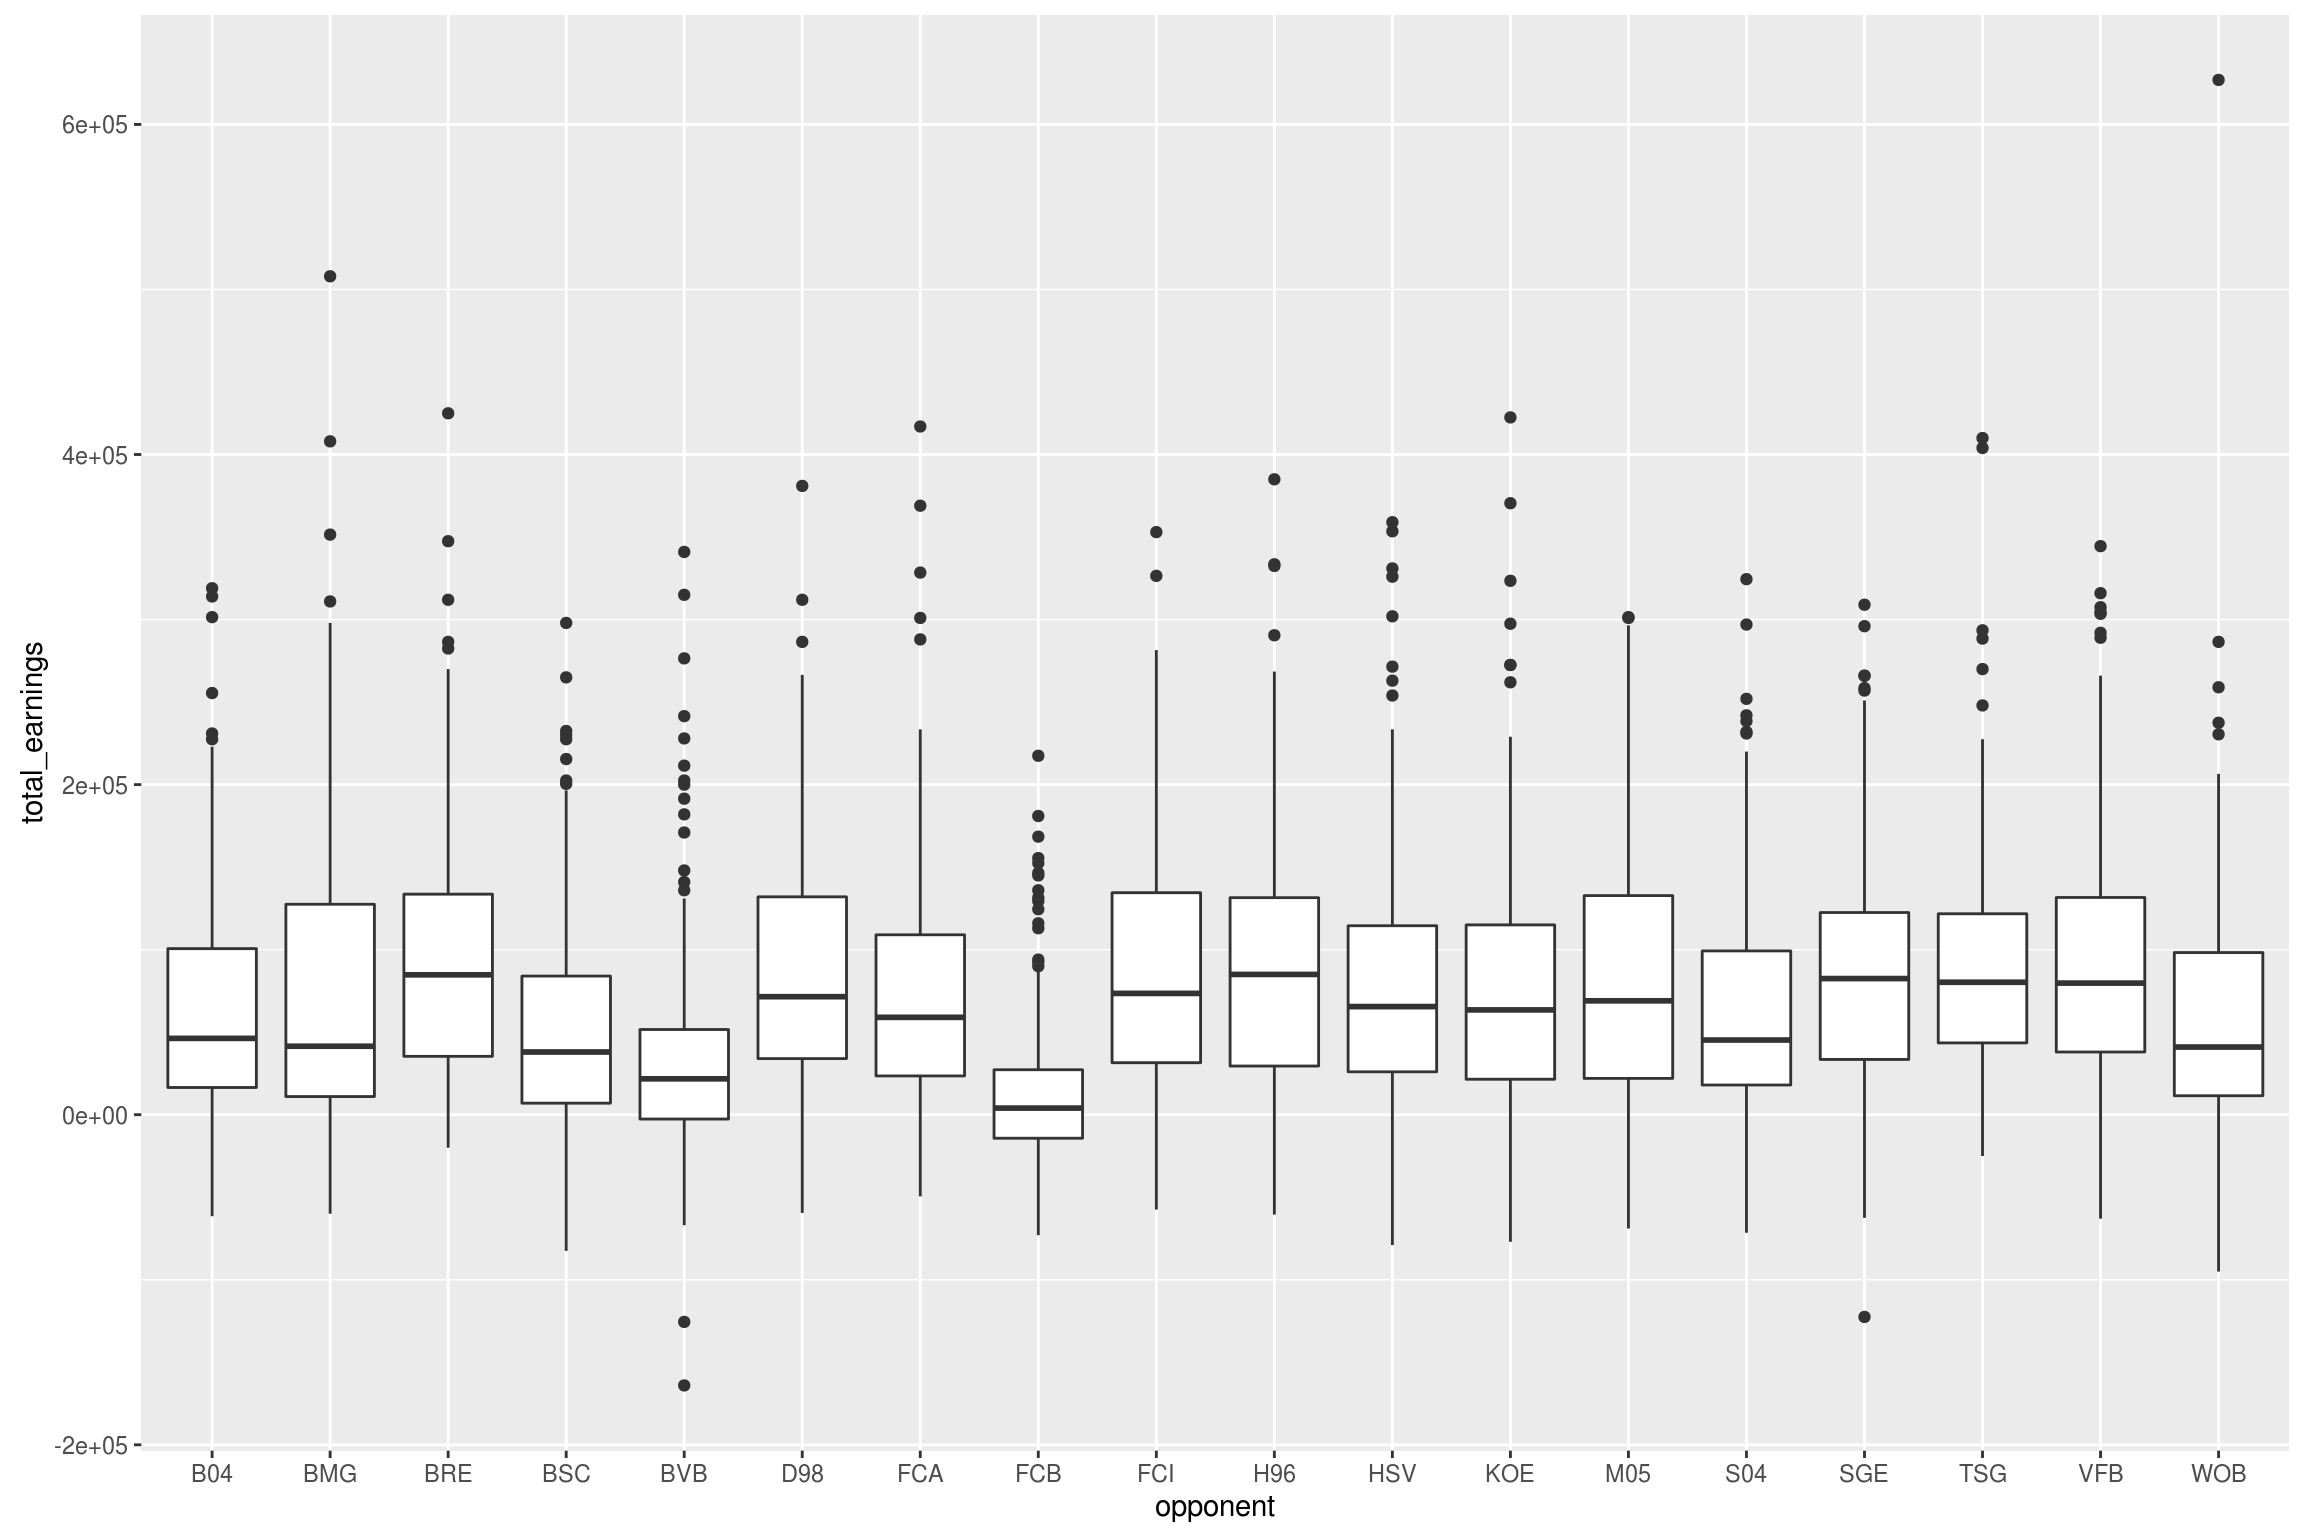 6e+05
4e+05
2e+05
0e+00
-2e+05
total_earnings
B04 BMG BRE BSC BVB D98 FCA FCB FCI H96 HSV KOE M05 S04 SGE TSG VFB WOB
opponent